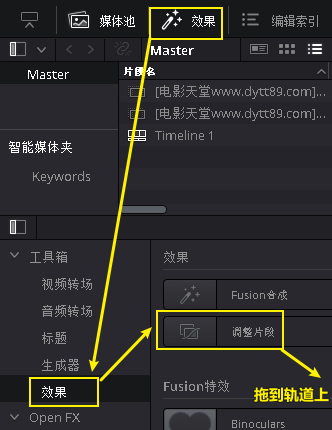 媒体池 效果 编辑索引
Master
Master
片段名
[电影天堂www.dytt89.com]...
[电影天堂www.dytt89.com]...
Timeline 1
智能媒体夹
Keywords
工具箱
视频转场
音频转场
标题
生成器
效果
Open FX
效果
Fusion合成
调整片段
拖到轨道上
Fusion特效
Binoculars